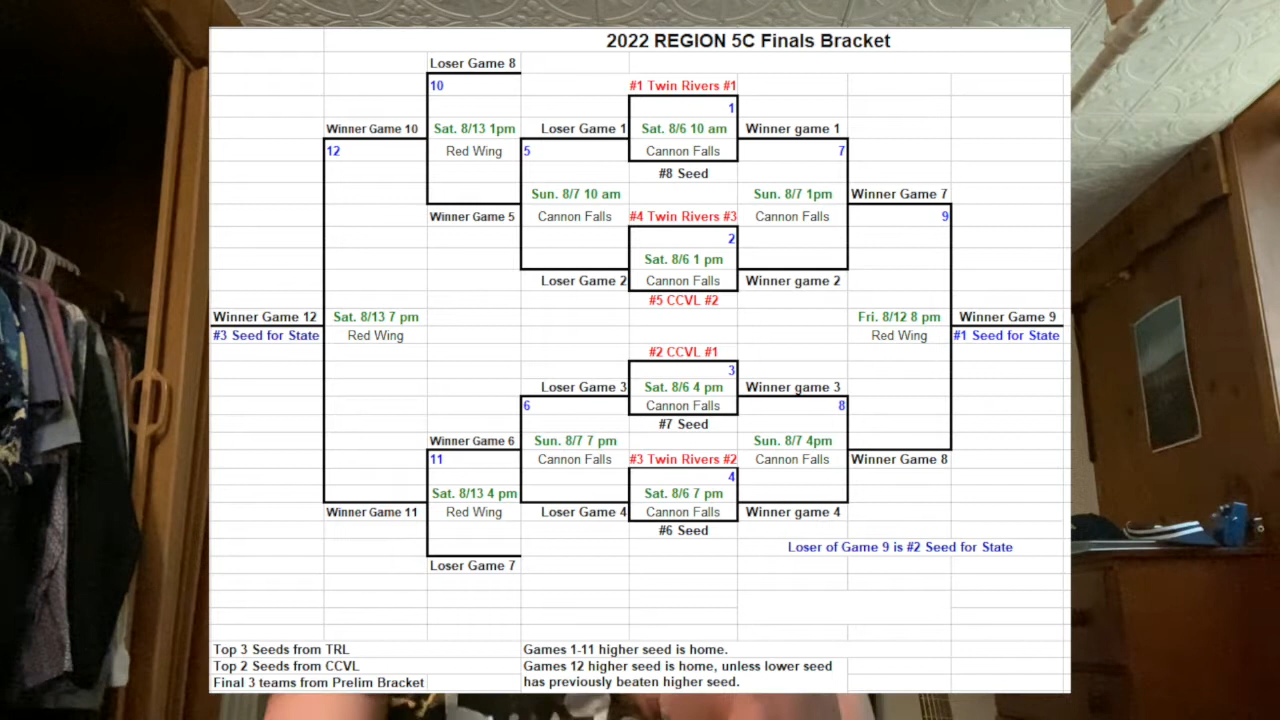 2022 REGION 5C Finals Bracket
Loser Game 8
10
#1 Twin Rivers #1
1
Winner Game 10
Sat. 8/13 1pm
Loser Game 1
Sat. 8/6 10 am
Winner game 1
12
Red Wing
5
Cannon Falls
7
#8 Seed
Sun. 8/7 10 am
Sun. 8/7 1pm
Winner Game 7
Winner Game 5
Cannon Falls
#4 Twin Rivers #3
Cannon Falls
9
2
Sat. 8/6 1 pm
Loser Game 2
Cannon Falls
Winner game 2
#5 CCVL #2
Winner Game 12
Sat. 8/13 7 pm
Fri. 8/12 8 pm
Winner Game 9
#3 Seed for State
Red Wing
Red Wing
#1 Seed for State
#2 CCVL #1
3
Loser Game 3
Sat. 8/6 4 pm
Winner game 3
6
Cannon Falls
8
#7 Seed
Winner Game 6
Sun. 8/7 7 pm
Sun. 8/7 4pm
11
Cannon Falls
#3 Twin Rivers #2
Cannon Falls
Winner Game 8
4
Sat. 8/13 4 pm
Sat. 8/6 7 pm
Winner Game 11
Red Wing
Loser Game 4
Cannon Falls
Winner game 4
#6 Seed
Loser of Game 9 is #2 Seed for State
Loser Game 7
Top 3 Seeds from TRL
Games 1-11 higher seed is home.
Top 2 Seeds from CCVL
Games 12 higher seed is home, unless lower seed
Final 3 teams from Prelim Bracket
has previously beaten higher seed.